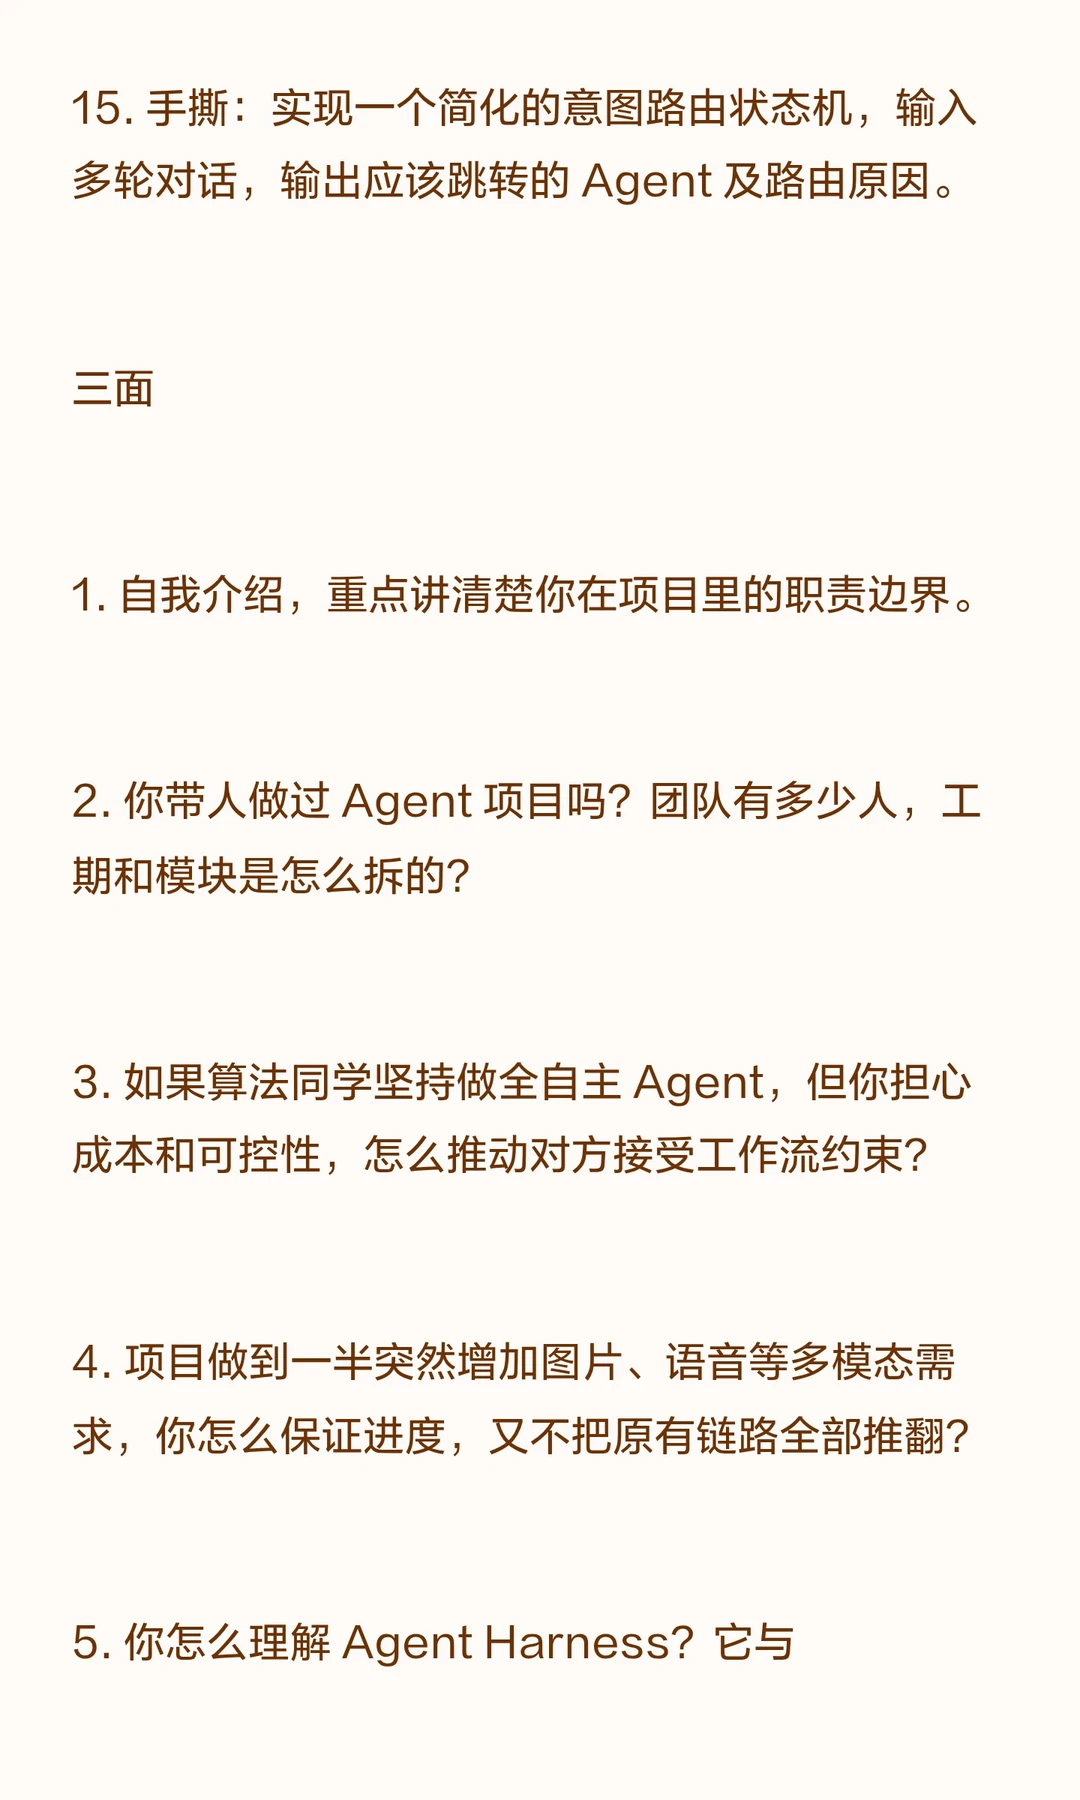 15. 手撕：实现一个简化的意图路由状态机，输入
多轮对话，输出应该跳转的 Agent 及路由原因。
三面
1. 自我介绍，重点讲清楚你在项目里的职责边界。
2. 你带人做过 Agent 项目吗？团队有多少人，工
期和模块是怎么拆的？
3. 如果算法同学坚持做全自主 Agent，但你担心
成本和可控性，怎么推动对方接受工作流约束？
4. 项目做到一半突然增加图片、语音等多模态需
求，你怎么保证进度，又不把原有链路全部推翻？
5. 你怎么理解 Agent Harness？它与